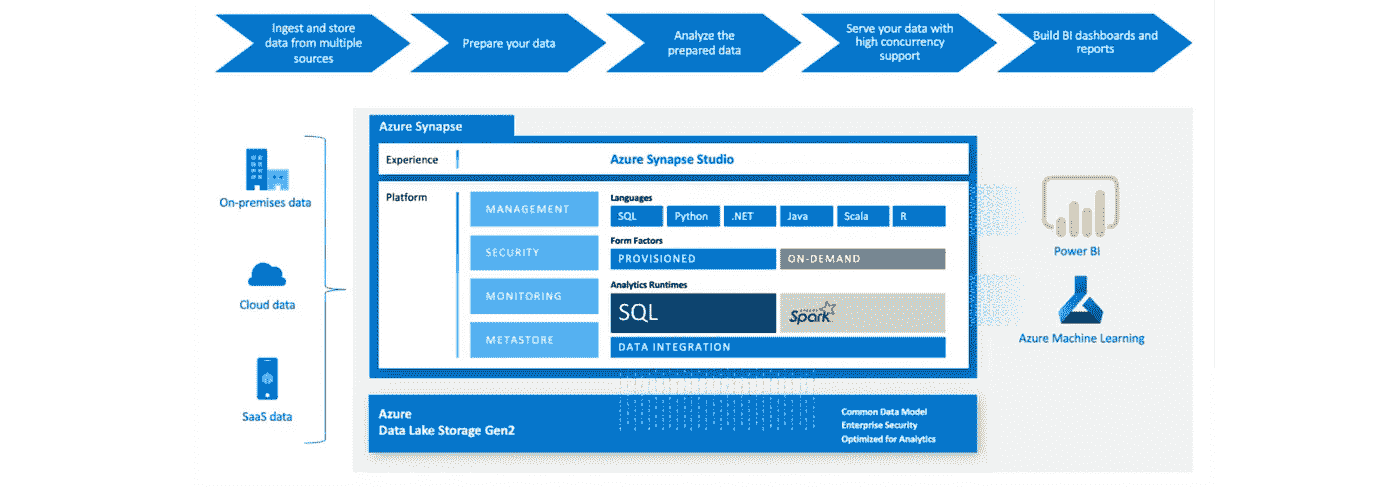 Ingest and store
data from multiple
sources
Prepare your data
Analyze the
prepared data
Serve your data with
high concurrency
support
Build BI dashboards and
reports
On-premises data
Cloud data
SaaS data
Azure Synapse
Experience
Azure Synapse Studio
Platform
MANAGEMENT
SECURITY
MONITORING
METASTORE
Languages
SQL
Python
.NET
Java
Scala
R
Form Factors
PROVISIONED
ON-DEMAND
Analytics Runtimes
SQL
Spark
DATA INTEGRATION
Azure
Data Lake Storage Gen2
Common Data Model
Enterprise Security
Optimized for Analytics
Power BI
Azure Machine Learning